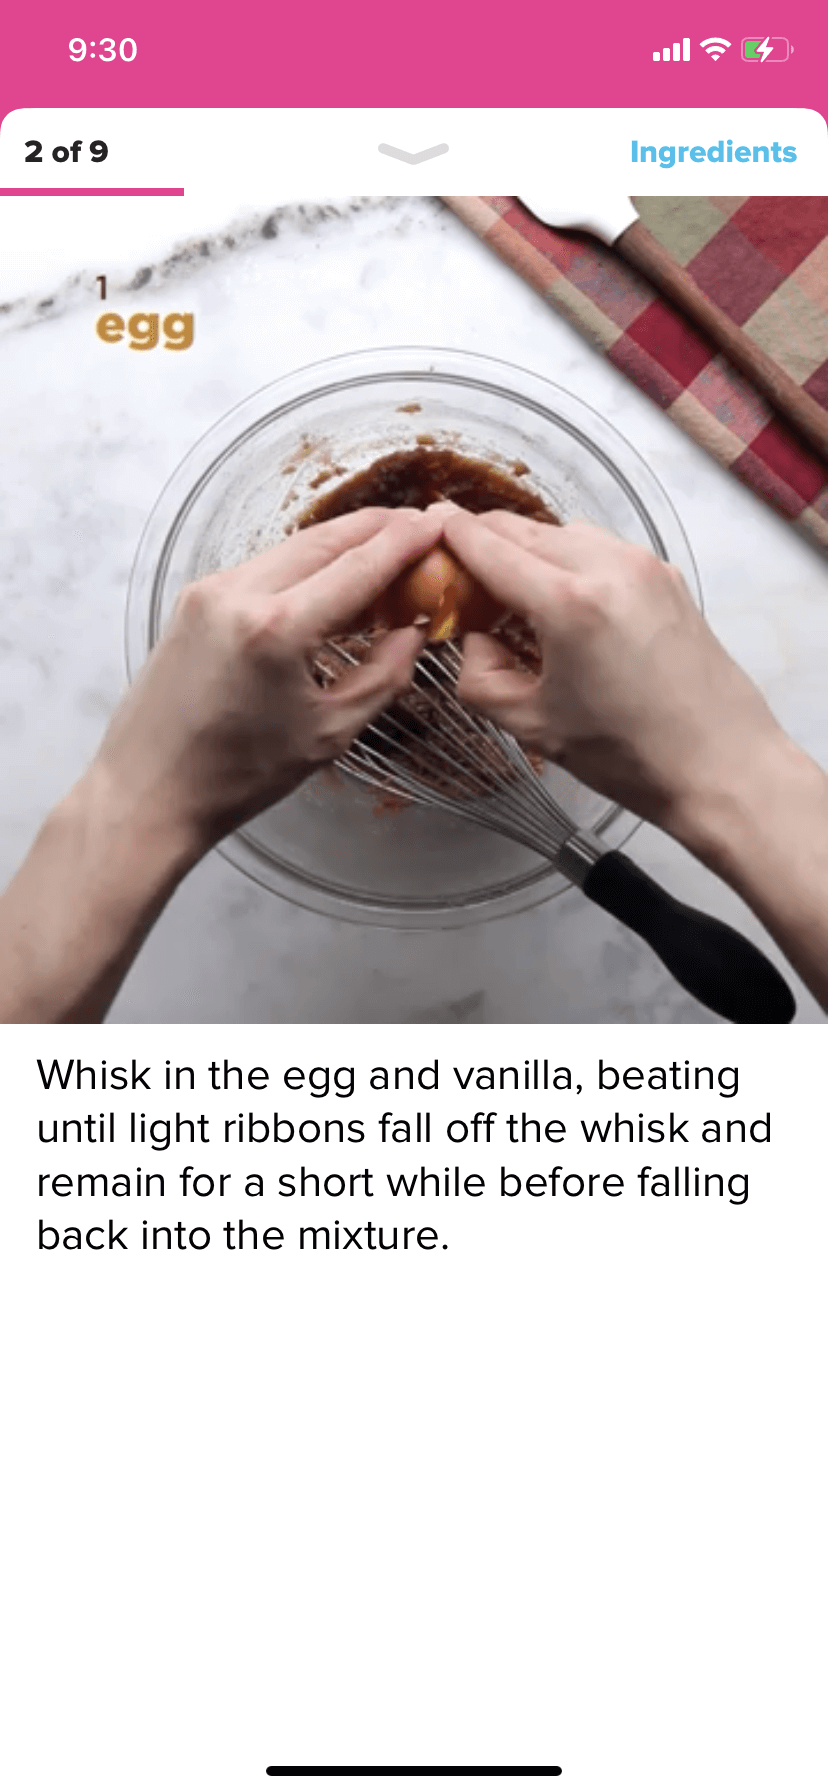 9:30
2 of 9
Ingredients
1
egg
Whisk in the egg and vanilla, beating
until light ribbons fall off the whisk and
remain for a short while before falling
back into the mixture.